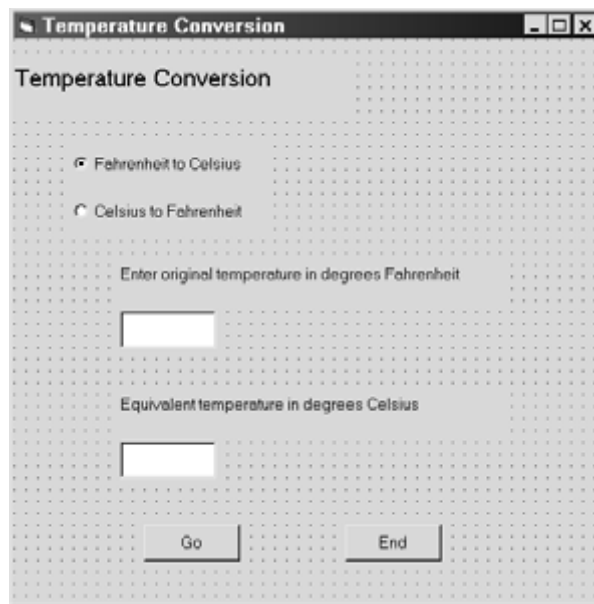 Temperature Conversion
Temperature Conversion
Fahrenheit to Celsius
Celsius to Fahrenheit
Enter original temperature in degrees Fahrenheit
Equivalent temperature in degrees Celsius
Go End